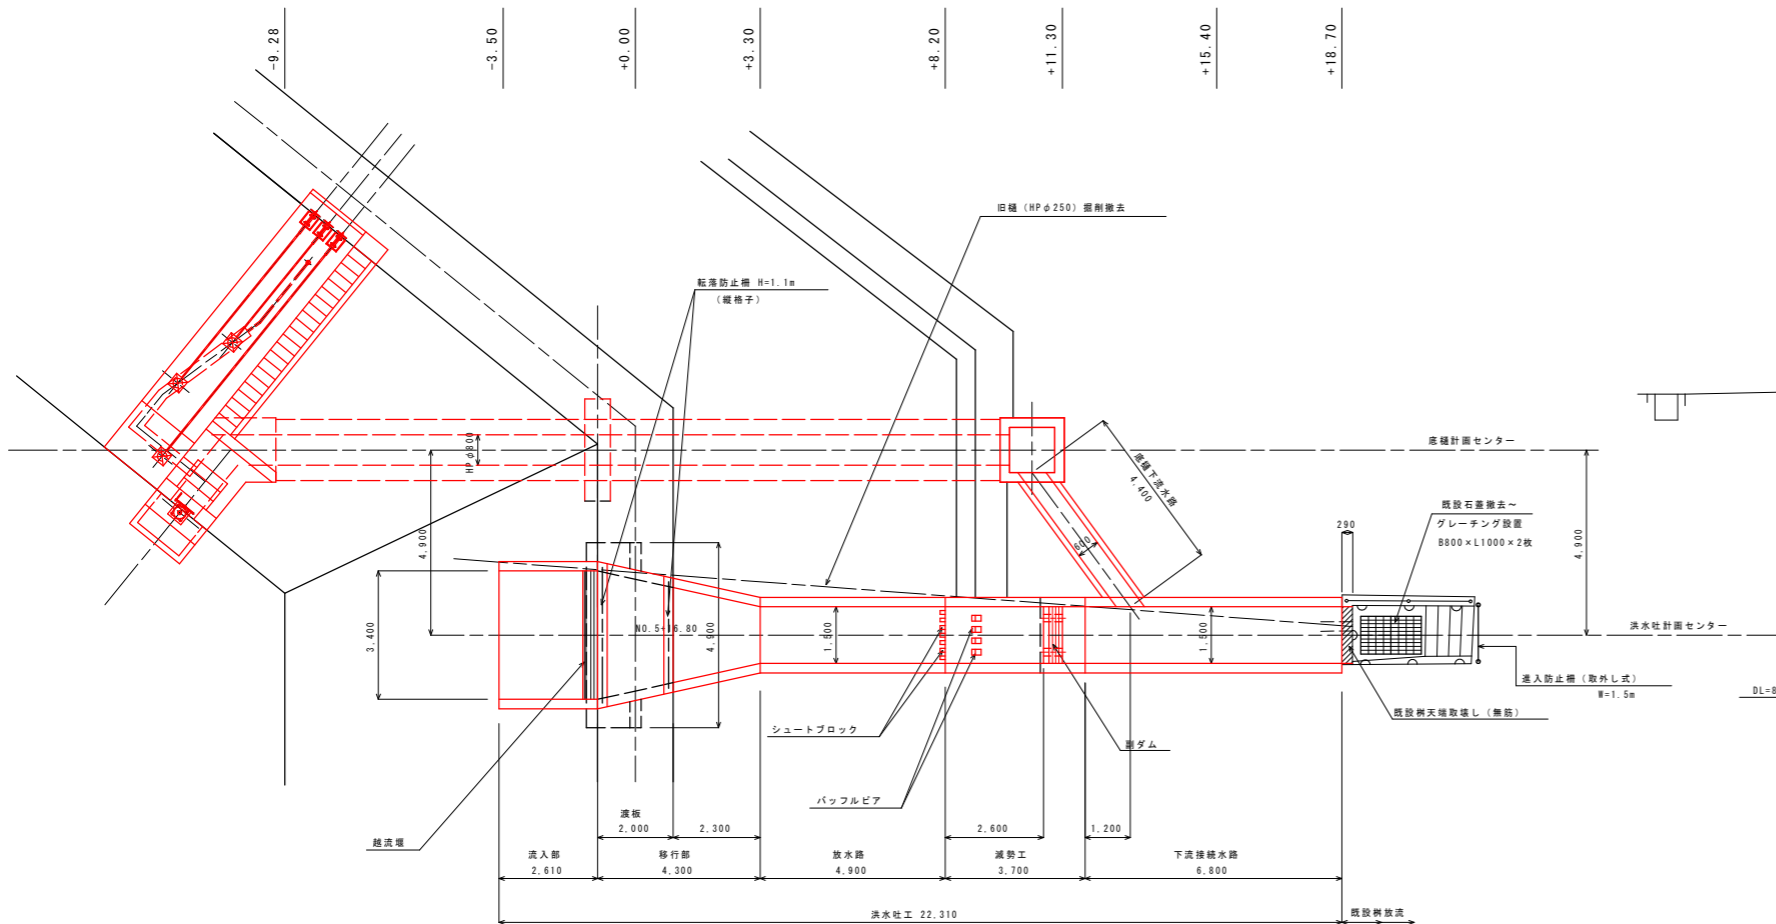 -9.28
-3.50
+0.00
+3.30
+8.20
+11.30
+15.40
+18.70
旧樋（HPφ250）掘削撤去
転落防止柵 H=1.1m
（縦格子）
HPφ800
底樋計画センター
底樋下流水路
4,400
600
既設石蓋撤去～
グレーチング設置
B800×L1000×2枚
290
4,900
4,900
3,400
NO.5+16.80
4,900
1,500
1,500
洪水吐計画センター
進入防止柵（取外し式）
W=1.5m
DL=8
既設桝天端取壊し（無筋）
シュートブロック
副ダム
バッフルピア
越流堰
渡板
2,000
2,300
2,600
1,200
流入部
移行部
放水路
減勢工
下流接続水路
2,610
4,300
4,900
3,700
6,800
洪水吐工 22,310
既設桝放流